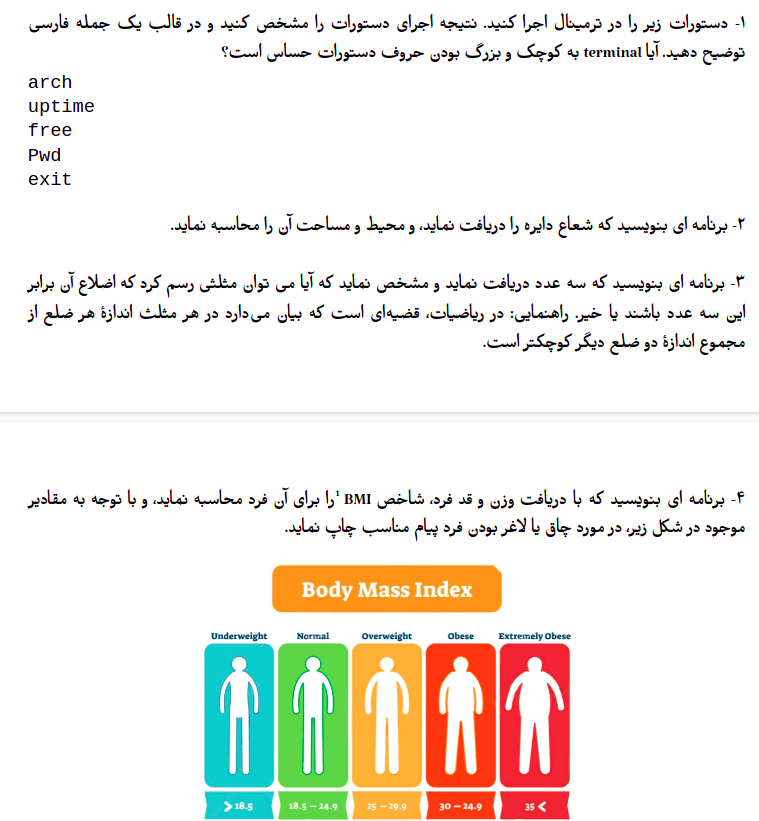 ۱- دستورات زیر را در ترمینال اجرا کنید. نتیجه اجرای دستورات را مشخص کنید و در قالب یک جمله فارسی
توضیح دهید. آیا terminal به کوچک و بزرگ بودن حروف دستورات حساس است؟
arch
uptime
free
Pwd
exit
۲- برنامه ای بنویسید که شعاع دایره را دریافت نماید، و محیط و مساحت آن را محاسبه نماید.
۳- برنامه ای بنویسید که سه عدد دریافت نماید و مشخص نماید که آیا می توان مثلثی رسم کرد که اضلاع آن برابر
این سه عدد باشند یا خیر. راهنمایی: در ریاضیات، قضیه‌ای است که بیان می‌دارد در هر مثلث اندازهٔ هر ضلع از
مجموع اندازهٔ دو ضلع دیگر کوچکتر است.
۴- برنامه ای بنویسید که با دریافت وزن و قد فرد، شاخص BMI¹ را برای آن فرد محاسبه نماید، و با توجه به مقادیر
موجود در شکل زیر، در مورد چاق یا لاغر بودن فرد پیام مناسب چاپ نماید.
Body Mass Index
Underweight Normal Overweight Obese Extremely Obese
> 18.5 18.5 – 24.9 25 – 29.9 30 – 24.9 35 <